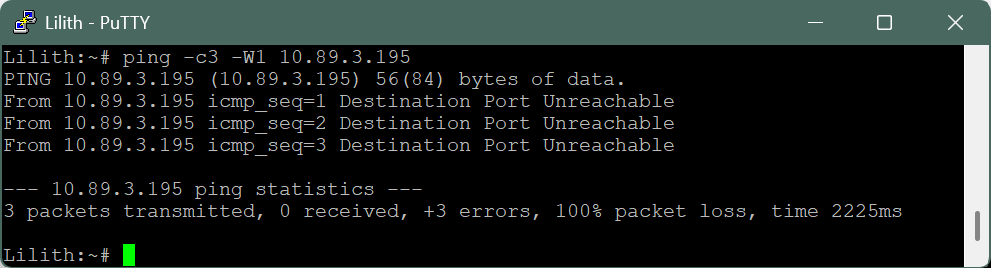 Lilith - PuTTY
Lilith:~# ping -c3 -W1 10.89.3.195
PING 10.89.3.195 (10.89.3.195) 56(84) bytes of data.
From 10.89.3.195 icmp_seq=1 Destination Port Unreachable
From 10.89.3.195 icmp_seq=2 Destination Port Unreachable
From 10.89.3.195 icmp_seq=3 Destination Port Unreachable
--- 10.89.3.195 ping statistics ---
3 packets transmitted, 0 received, +3 errors, 100% packet loss, time 2225ms
Lilith:~#